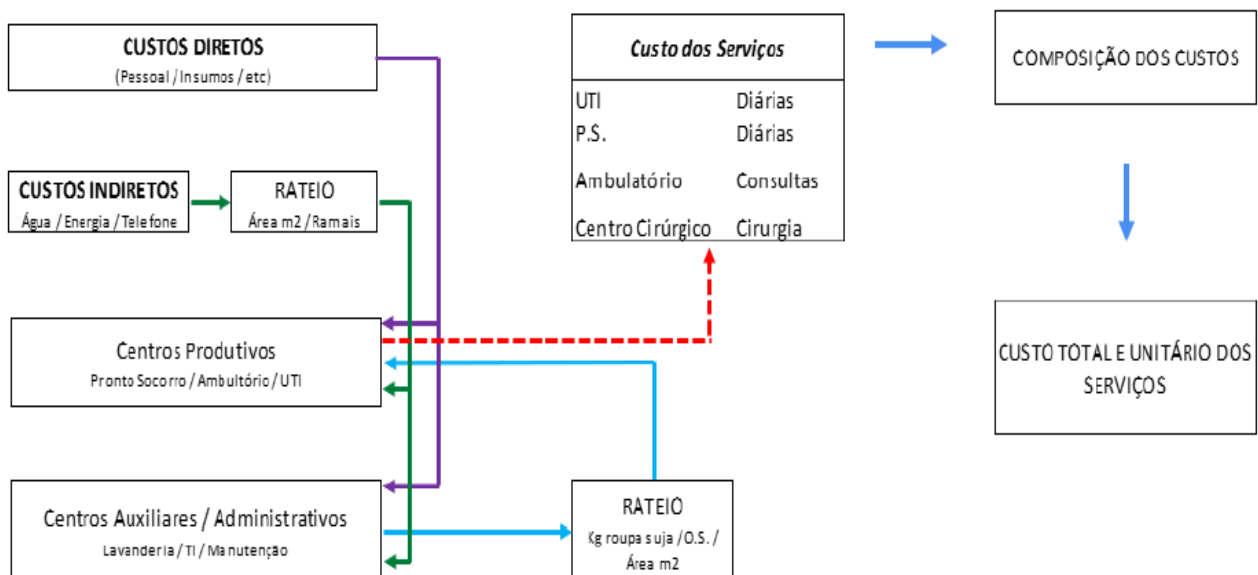 CUSTOS DIRETOS
(Pessoal / Insumos / etc)
CUSTOS INDIRETOS
Água / Energia / Telefone
RATEIO
Área m2 / Ramais
Centros Produtivos
Pronto Socorro / Ambultório / UTI
Centros Auxiliares / Administrativos
Lavanderia / TI / Manutenção
RATEIO
Kg roupa suja / O.S. /
Área m2
Custo dos Serviços
UTI Diárias
P.S. Diárias
Ambulatório Consultas
Centro Cirúrgico Cirurgia
COMPOSIÇÃO DOS CUSTOS
CUSTO TOTAL E UNITÁRIO DOS
SERVIÇOS